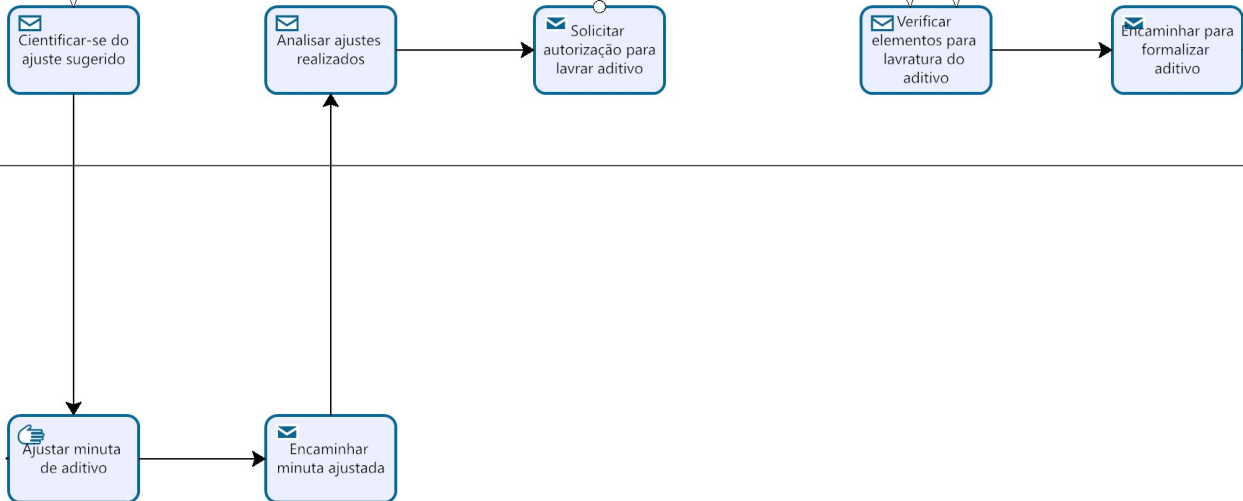 Cientificar-se do
ajuste sugerido
Analisar ajustes
realizados
Solicitar
autorização para
lavrar aditivo
Verificar
elementos para
lavratura do
aditivo
Encaminhar para
formalizar
aditivo
Ajustar minuta
de aditivo
Encaminhar
minuta ajustada